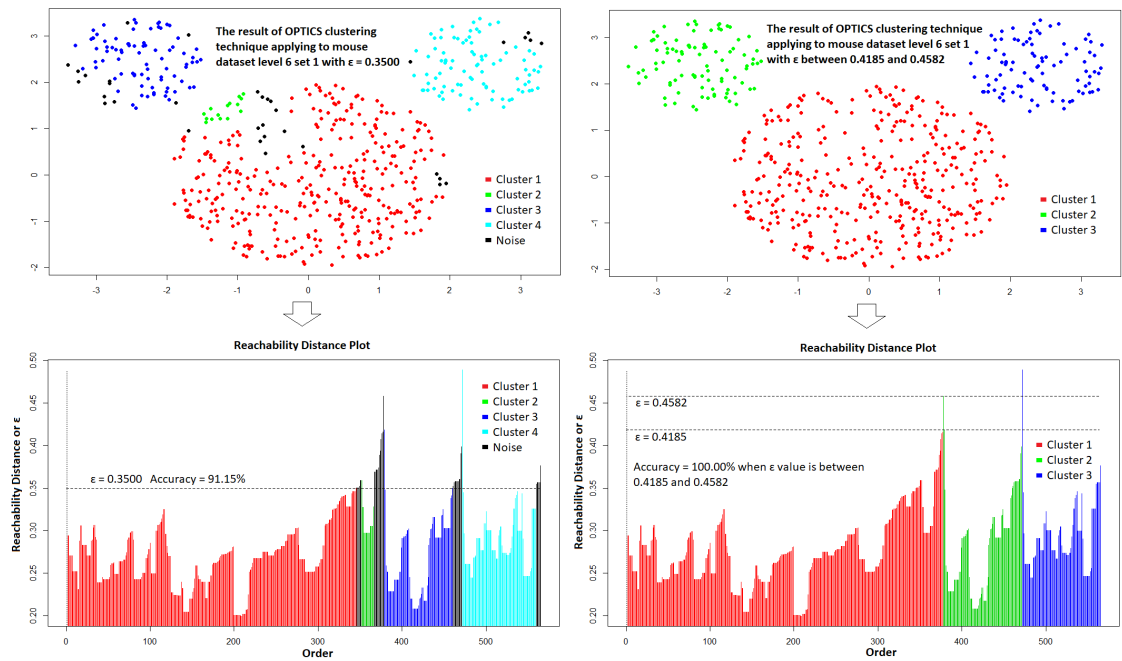 The result of OPTICS clustering
technique applying to mouse
dataset level 6 set 1 with ε = 0.3500
3
2
1
0
-1
-2
Cluster 1
Cluster 2
Cluster 3
Cluster 4
Noise
-3
-2
-1
0
1
2
3
The result of OPTICS clustering technique
applying to mouse dataset level 6 set 1
with ε between 0.4185 and 0.4582
3
2
1
0
-1
-2
Cluster 1
Cluster 2
Cluster 3
-3
-2
-1
0
1
2
3
Reachability Distance Plot
Reachability Distance or ε
0.50
0.45
0.40
0.35
0.30
0.25
0.20
Cluster 1
Cluster 2
Cluster 3
Cluster 4
Noise
ε = 0.3500 Accuracy = 91.15%
0
100
200
300
400
500
Order
Reachability Distance Plot
Reachability Distance or ε
0.50
0.45
0.40
0.35
0.30
0.25
0.20
ε = 0.4582
ε = 0.4185
Cluster 1
Cluster 2
Cluster 3
Accuracy = 100.00% when ε value is between
0.4185 and 0.4582
0
100
200
300
400
500
Order